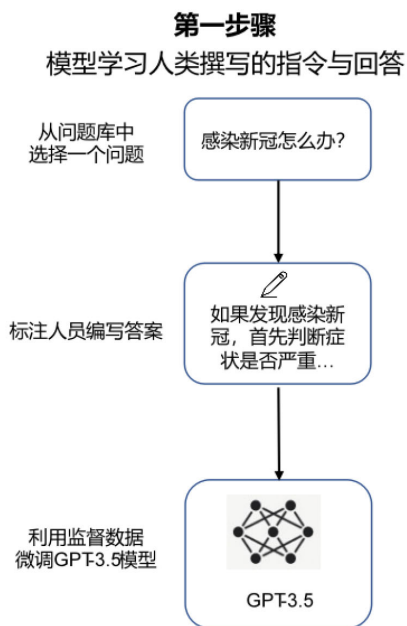 第一步骤
模型学习人类撰写的指令与回答
从问题库中
选择一个问题
感染新冠怎么办?
标注人员编写答案
如果发现感染新
冠，首先判断症
状是否严重…
利用监督数据
微调GPT-3.5模型
GPT-3.5